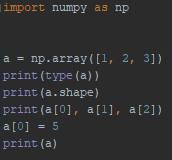 import numpy as np
a = np.array([1, 2, 3])
print(type(a))
print(a.shape)
print(a[0], a[1], a[2])
a[0] = 5
print(a)